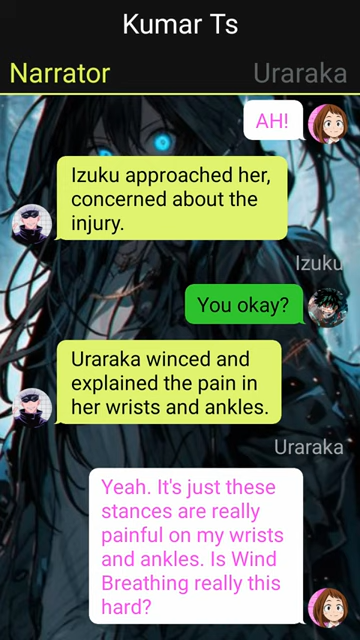 Kumar Ts
Narrator
Uraraka
AH!
Izuku approached her,
concerned about the
injury.
Izuku
You okay?
Uraraka winced and
explained the pain in
her wrists and ankles.
Uraraka
Yeah. It's just these
stances are really
painful on my wrists
and ankles. Is Wind
Breathing really this
hard?